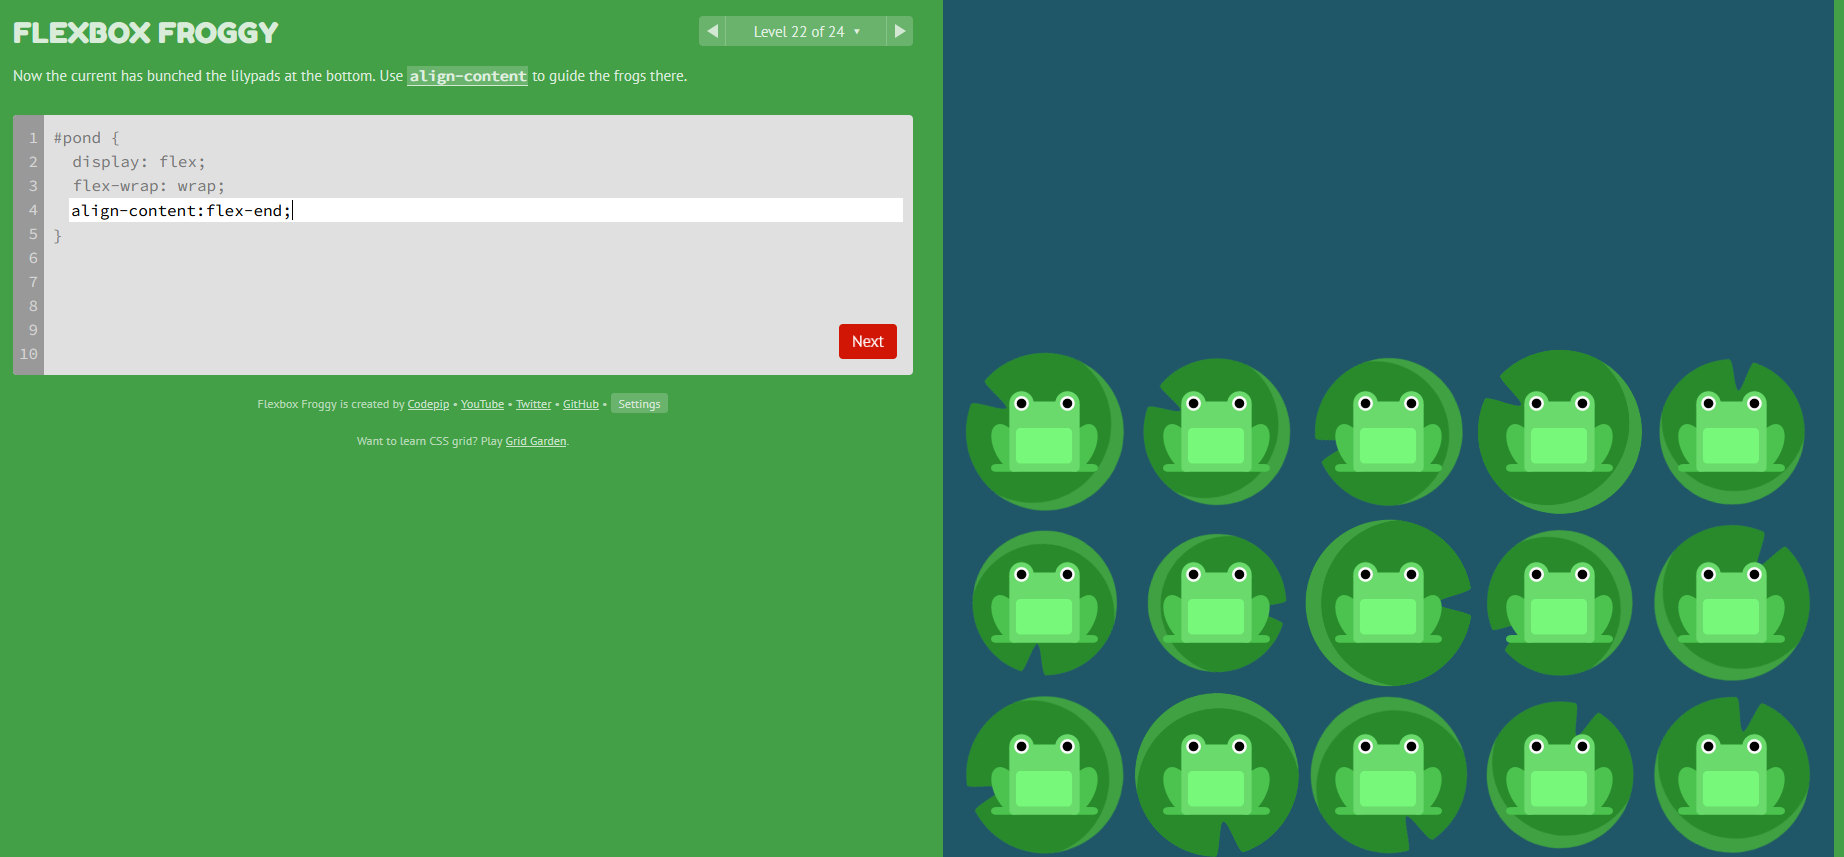 FLEXBOX FROGGY
◀ Level 22 of 24 ▼ ▶
Now the current has bunched the lilypads at the bottom. Use align-content to guide the frogs there.
1 #pond {
2 display: flex;
3 flex-wrap: wrap;
4 align-content:flex-end;
5 }
6
7
8
9
10
Next
Flexbox Froggy is created by Codepip • YouTube • Twitter • GitHub • Settings
Want to learn CSS grid? Play Grid Garden.